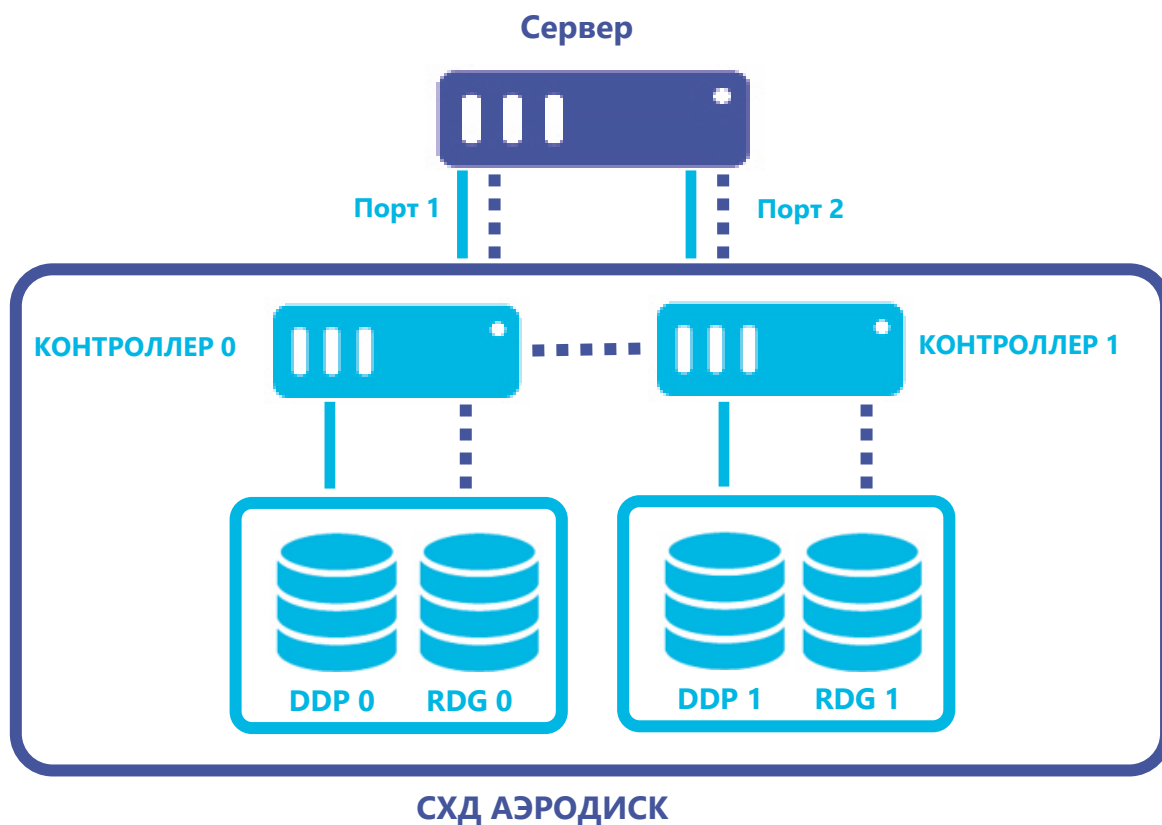 Сервер
Порт 1
Порт 2
КОНТРОЛЛЕР 0
КОНТРОЛЛЕР 1
DDP 0
RDG 0
DDP 1
RDG 1
СХД АЭРОДИСК